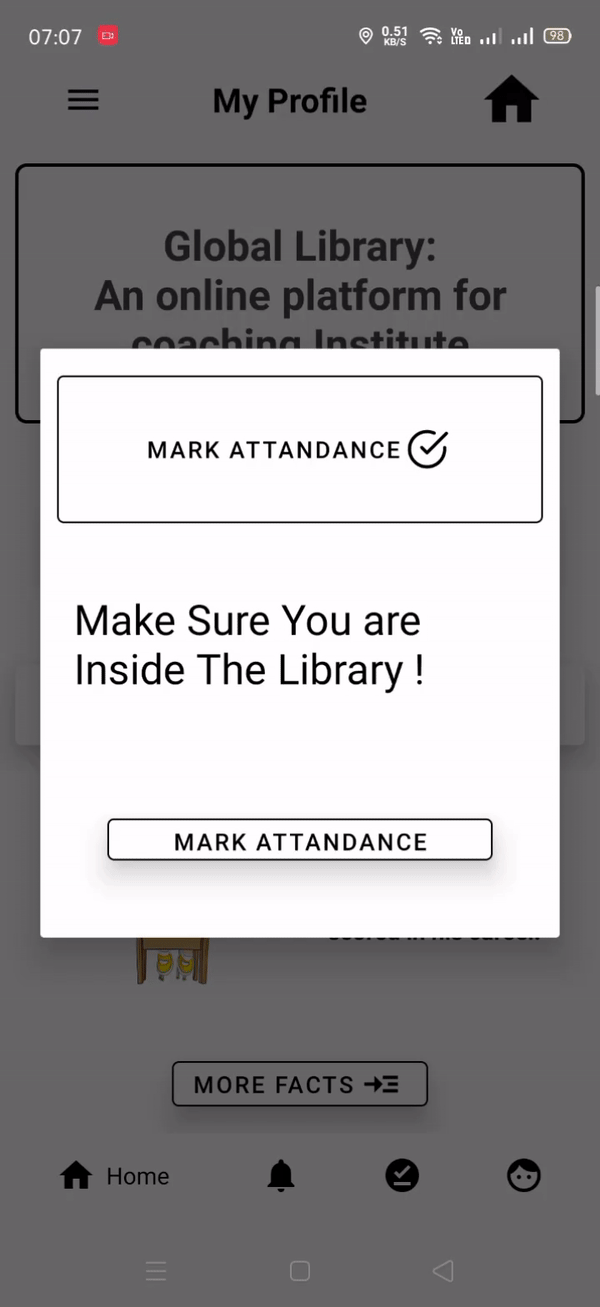 07:07
0.51
KB/S
Vo
LTE
98
My Profile
Global Library:
An online platform for
coaching Institute
MARK ATTANDANCE
Make Sure You are
Inside The Library !
MARK ATTANDANCE
MORE FACTS
Home